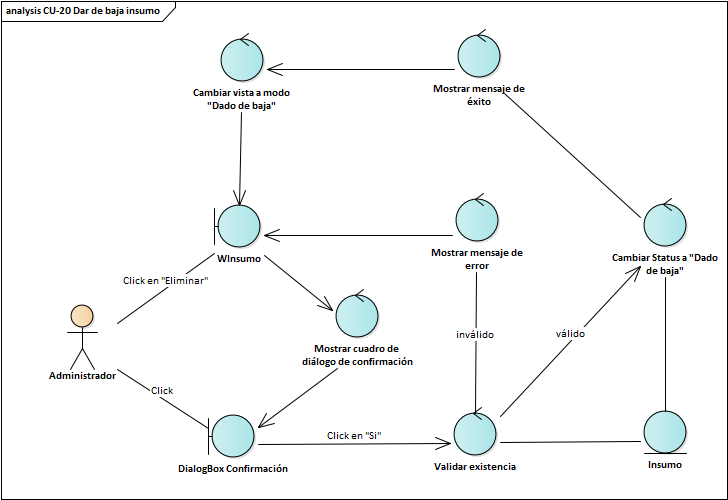 analysis CU-20 Dar de baja insumo
Cambiar vista a modo
"Dado de baja"
Mostrar mensaje de
éxito
WInsumo
Mostrar mensaje de
error
Cambiar Status a "Dado
de baja"
Click en "Eliminar"
Administrador
Mostrar cuadro de
diálogo de confirmación
inválido
válido
Click
Click en "Si"
DialogBox Confirmación
Validar existencia
Insumo